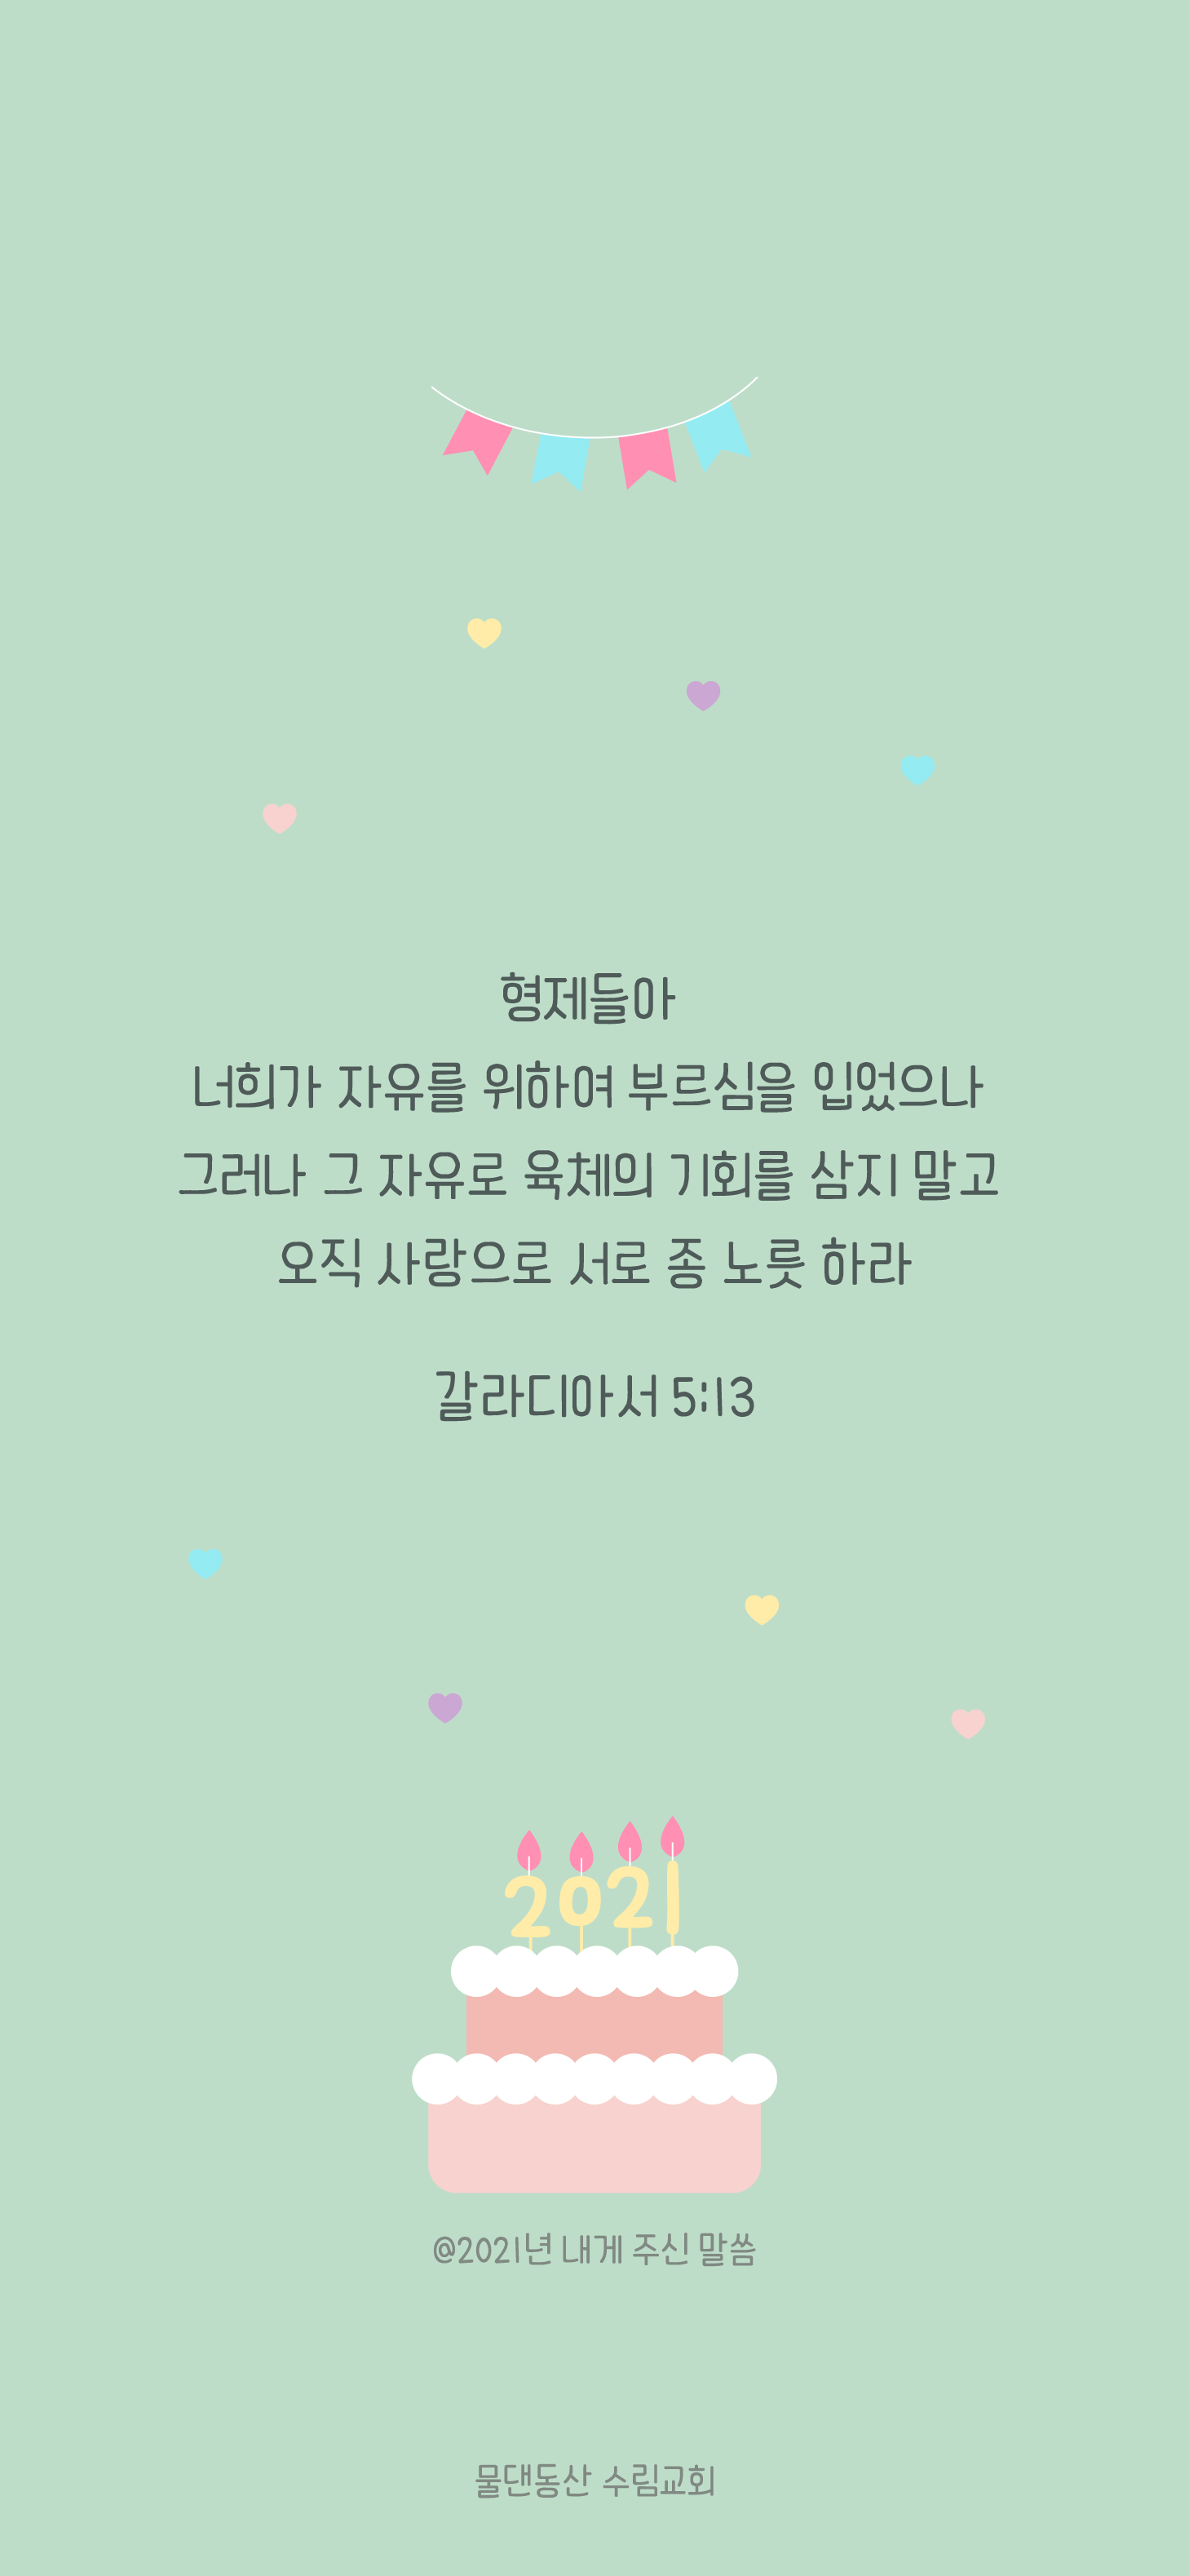 형제들아
너희가 자유를 위하여 부르심을 입었으나
그러나 그 자유로 육체의 기회를 삼지 말고
오직 사랑으로 서로 종 노릇 하라
갈라디아서 5:13
2021
@2021년 내게 주신 말씀
물댄동산 수림교회